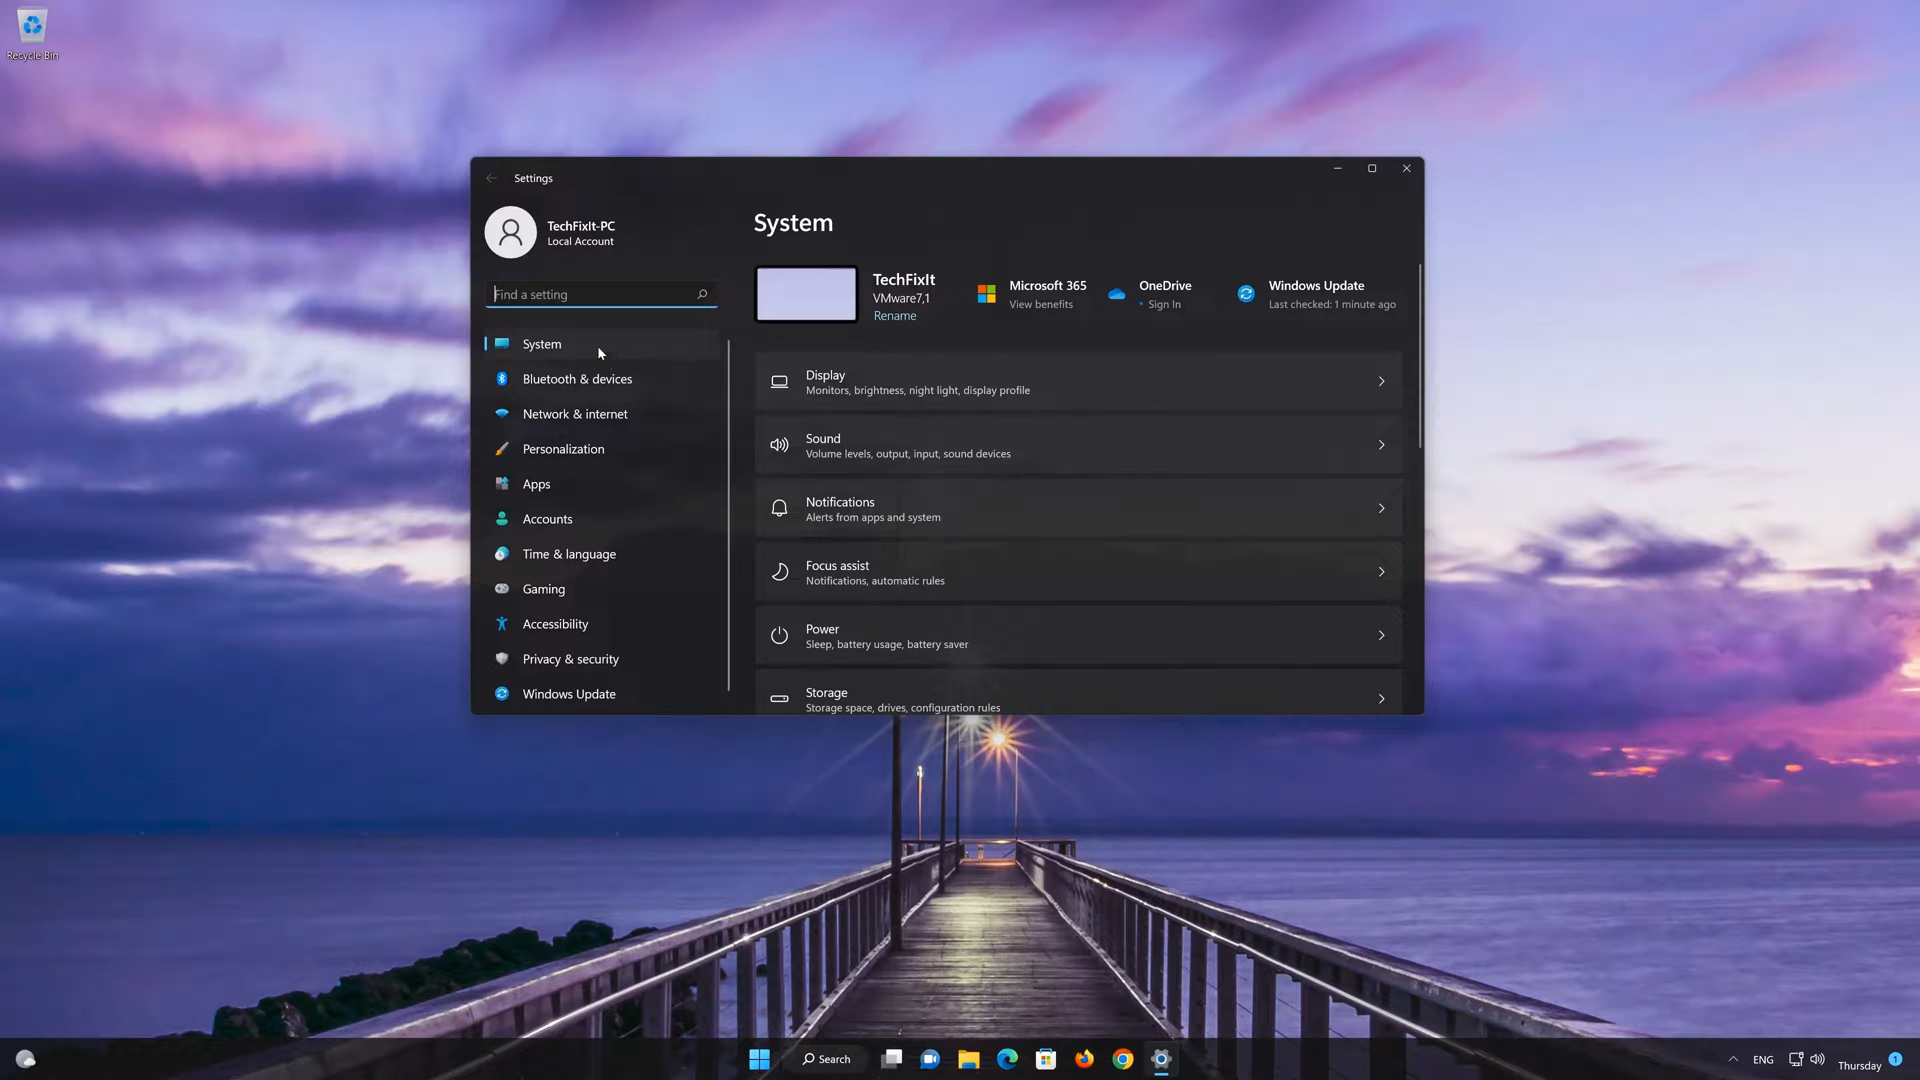 Recycle Bin
Settings
TechFixIt-PC
Local Account
Find a setting
System
Bluetooth & devices
Network & internet
Personalization
Apps
Accounts
Time & language
Gaming
Accessibility
Privacy & security
Windows Update
System
TechFixIt
VMware7,1
Rename
Microsoft 365
View benefits
OneDrive
• Sign In
Windows Update
Last checked: 1 minute ago
Display
Monitors, brightness, night light, display profile
Sound
Volume levels, output, input, sound devices
Notifications
Alerts from apps and system
Focus assist
Notifications, automatic rules
Power
Sleep, battery usage, battery saver
Storage
Storage space, drives, configuration rules
Search
ENG
Thursday
1